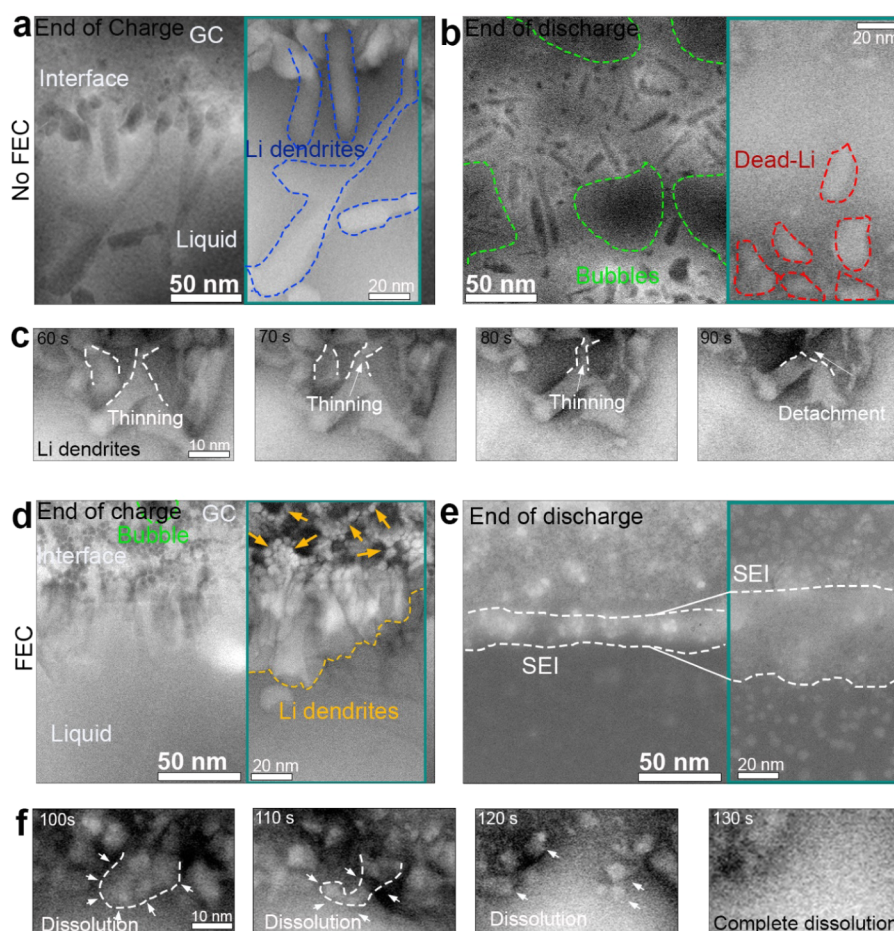 a
End of Charge
GC
Interface
Li dendrites
Liquid
50 nm
20 nm
No FEC
b
End of discharge
20 nm
Dead-Li
Bubbles
50 nm
c
60 s
Thinning
Li dendrites
10 nm
70 s
Thinning
80 s
Thinning
90 s
Detachment
d
End of charge
GC
Bubble
Interface
Li dendrites
Liquid
50 nm
20 nm
FEC
e
End of discharge
SEI
SEI
50 nm
20 nm
f
100s
Dissolution
10 nm
110 s
Dissolution
120 s
Dissolution
130 s
Complete dissolution